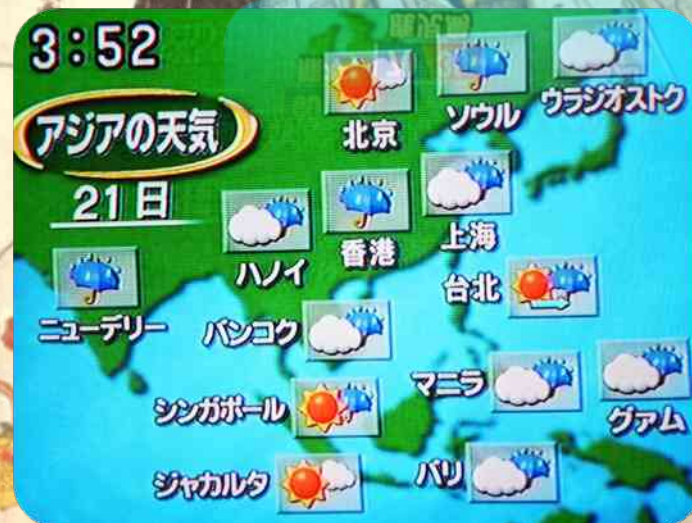 3:52
アジアの天気
21日
北京
ソウル
ウラジオストク
ハノイ
香港
上海
台北
ニューデリー
バンコク
マニラ
グァム
シンガポール
ジャカルタ
バリ